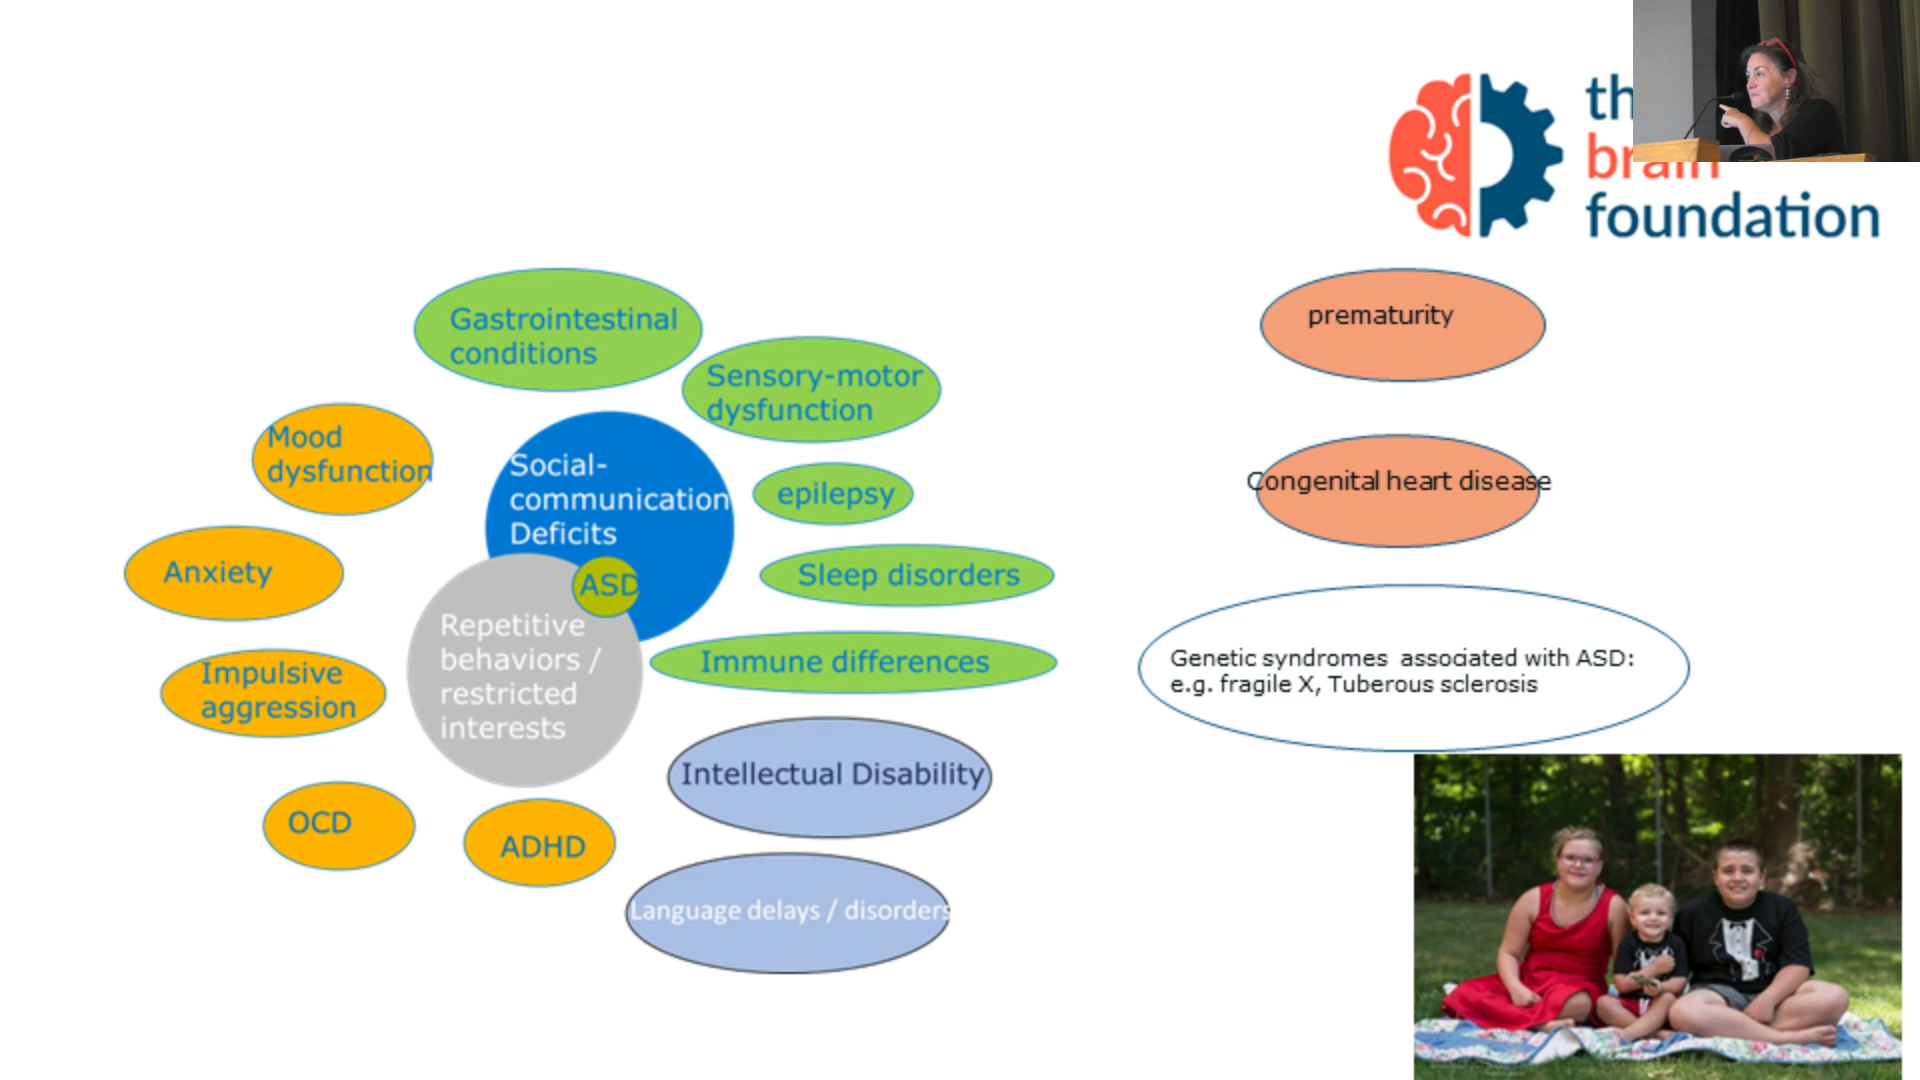 brain
foundation
Gastrointestinal
conditions
Sensory-motor
dysfunction
Mood
dysfunction
Social-
communication
Deficits
epilepsy
Anxiety
ASD
Sleep disorders
Repetitive
behaviors /
restricted
interests
Immune differences
Impulsive
aggression
Intellectual Disability
OCD
ADHD
Language delays / disorders
prematurity
Congenital heart disease
Genetic syndromes associated with ASD:
e.g. fragile X, Tuberous sclerosis